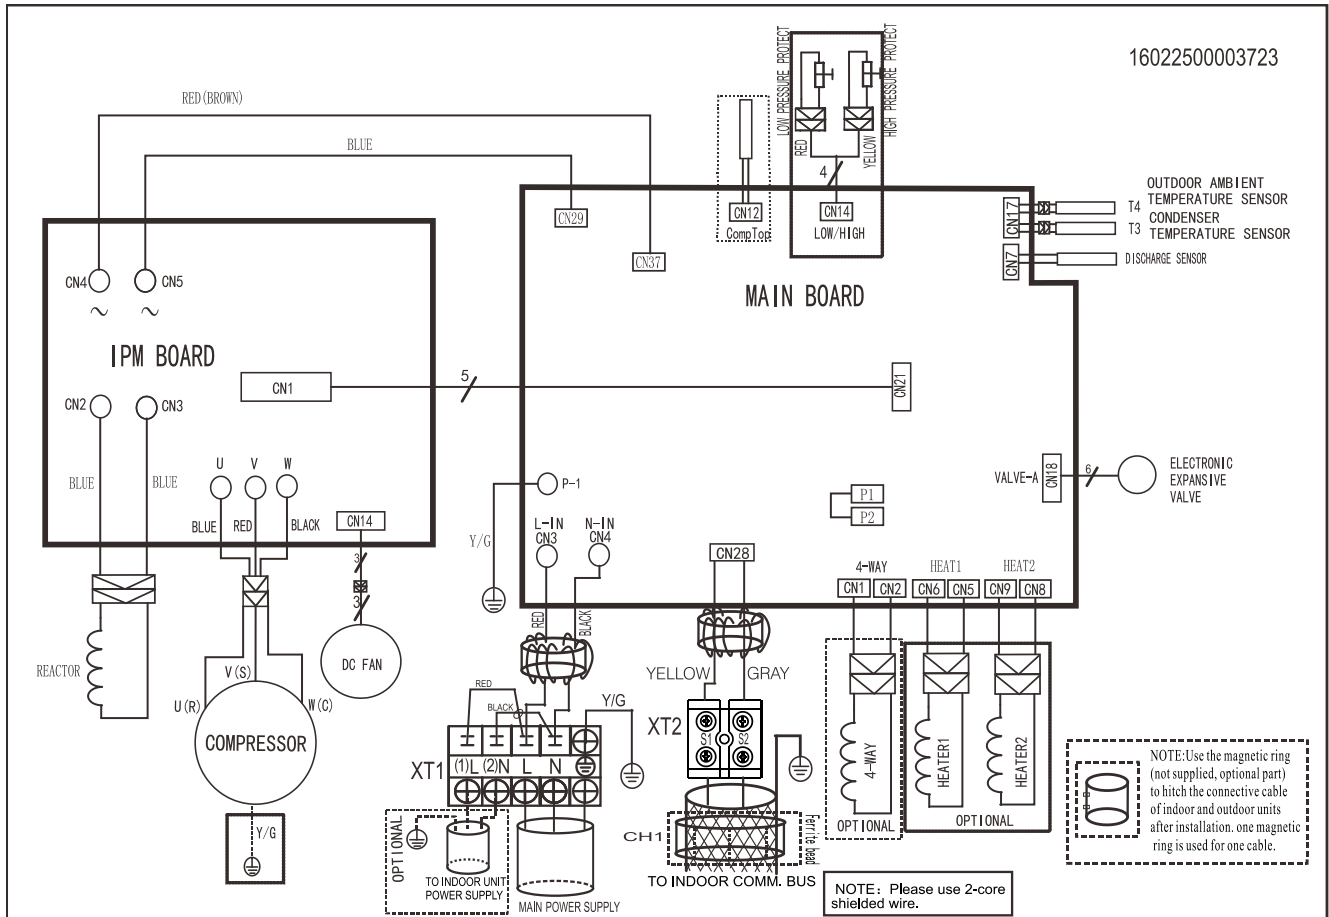 16022500003723
LOW PRESSURE PROTECT
HIGH PRESSURE PROTECT
RED
YELLOW
4
CN14
LOW/HIGH
CN12
CompTop
RED(BROWN)
BLUE
CN29
CN37
MAIN BOARD
CN17
T4
OUTDOOR AMBIENT
TEMPERATURE SENSOR
T3
CONDENSER
TEMPERATURE SENSOR
CN7
DISCHARGE SENSOR
CN4
CN5
IPM BOARD
CN1
5
CN21
CN2
CN3
BLUE
BLUE
U
V
W
BLUE
RED
BLACK
CN14
3
3
DC FAN
REACTOR
U(R)
V(S)
W(C)
COMPRESSOR
Y/G
P-1
Y/G
L-IN
CN3
N-IN
CN4
RED
BLACK
CN28
YELLOW
GRAY
P1
P2
VALVE-A
CN18
6
ELECTRONIC
EXPANSIVE
VALVE
4-WAY
CN1
CN2
HEAT1
CN6
CN5
HEAT2
CN9
CN8
4-WAY
OPTIONAL
HEATER1
HEATER2
OPTIONAL
RED
BLACK
Y/G
XT1
(1)L
(2)N
L
N
OPTIONAL
TO INDOOR UNIT
POWER SUPPLY
MAIN POWER SUPPLY
XT2
S1
S2
CH1
Ferrite bead
TO INDOOR COMM. BUS
NOTE: Please use 2-core
shielded wire.
NOTE:Use the magnetic ring
(not supplied, optional part)
to hitch the connective cable
of indoor and outdoor units
after installation. one magnetic
ring is used for one cable.